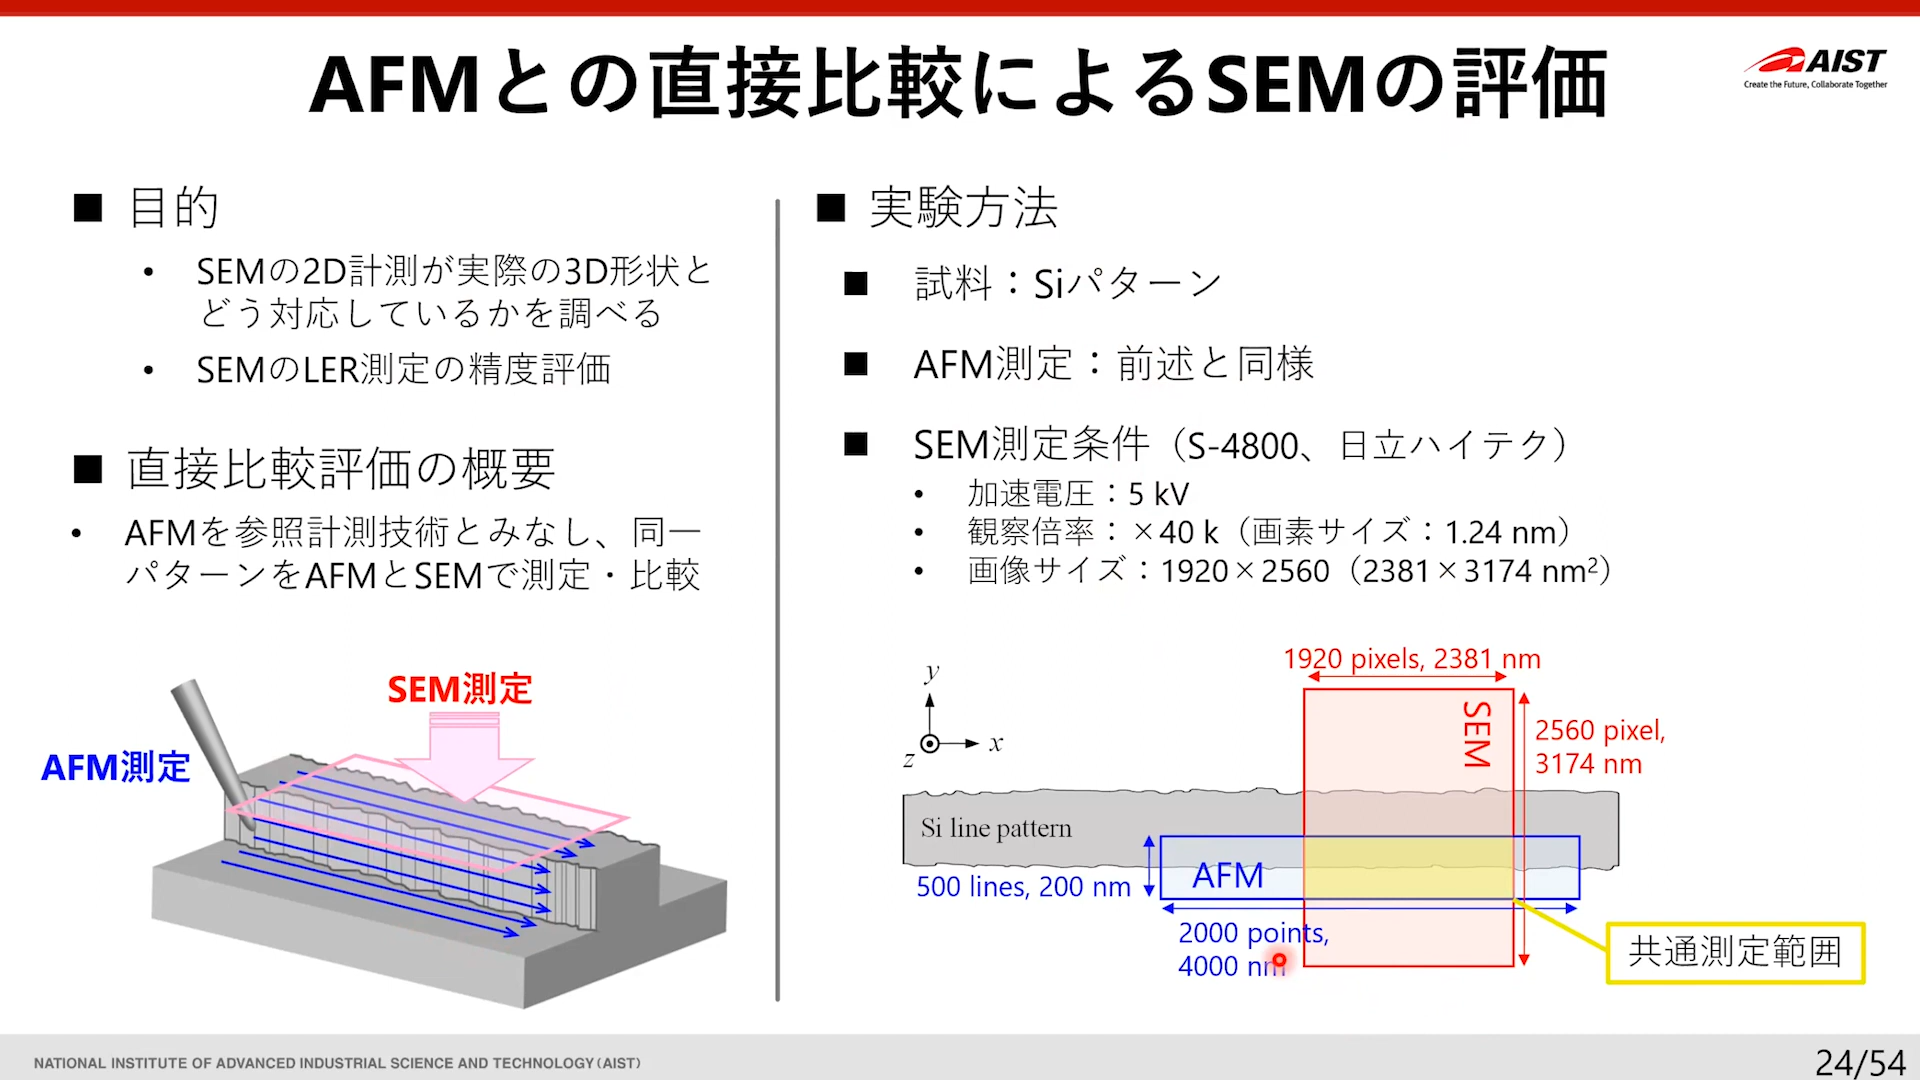 AFMとの直接比較によるSEMの評価
AIST
Create the Future, Collaborate Together
■ 目的
• SEMの2D計測が実際の3D形状と
どう対応しているかを調べる
• SEMのLER測定の精度評価
■ 直接比較評価の概要
• AFMを参照計測技術とみなし、同一
パターンをAFMとSEMで測定・比較
SEM測定
AFM測定
■ 実験方法
■ 試料：Siパターン
■ AFM測定：前述と同様
■ SEM測定条件（S-4800、日立ハイテク）
• 加速電圧：5 kV
• 観察倍率：×40 k（画素サイズ：1.24 nm）
• 画像サイズ：1920×2560（2381×3174 nm²）
y
x
z
1920 pixels, 2381 nm
SEM
2560 pixel,
3174 nm
Si line pattern
AFM
500 lines, 200 nm
2000 points,
4000 nm
共通測定範囲
NATIONAL INSTITUTE OF ADVANCED INDUSTRIAL SCIENCE AND TECHNOLOGY (AIST)
24/54